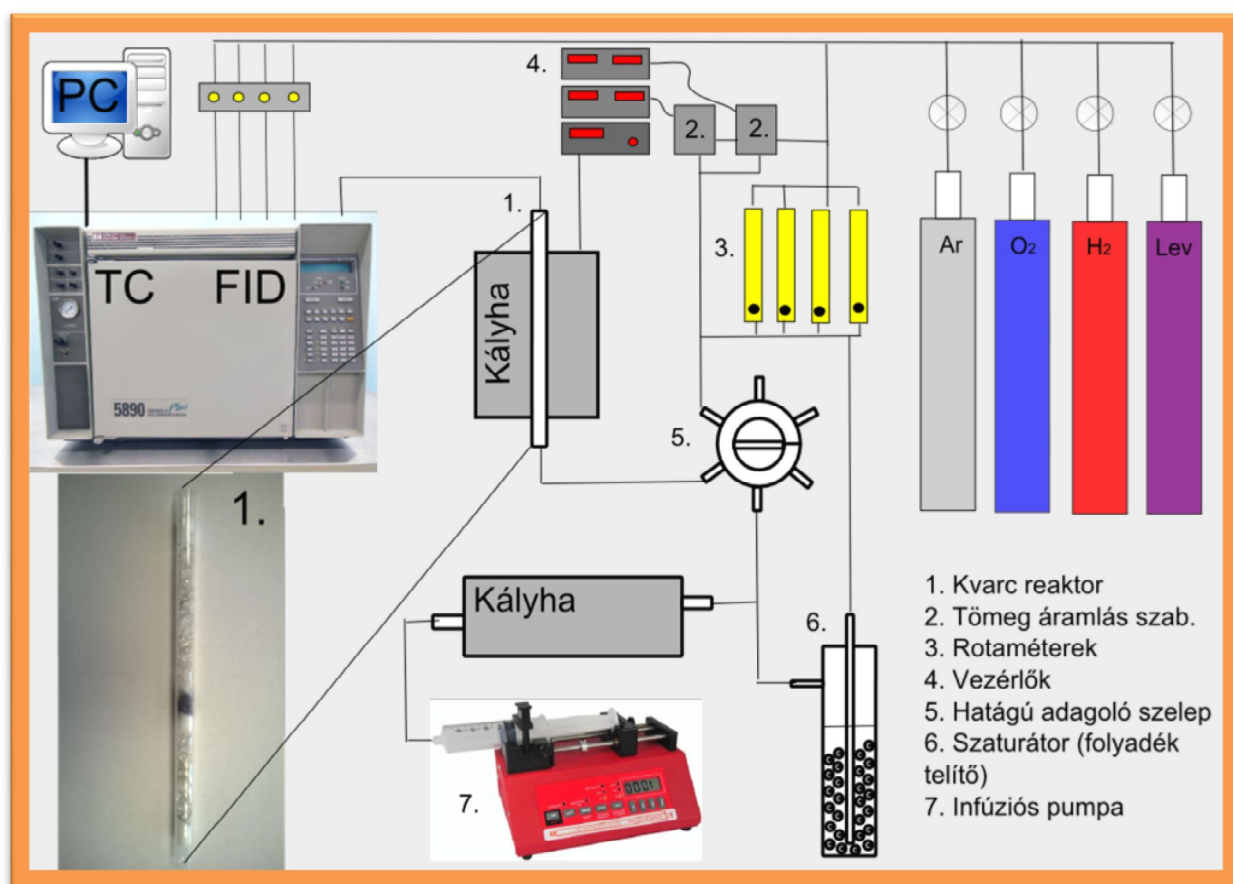 PC
4.
2.
2.
1.
TC
FID
5890
Kályha
3.
Ar
O₂
H₂
Lev
5.
1.
Kályha
6.
7.
0001
1. Kvarc reaktor
2. Tömeg áramlás szab.
3. Rotaméterek
4. Vezérlők
5. Hatágú adagoló szelep
6. Szaturátor (folyadék
telítő)
7. Infúziós pumpa